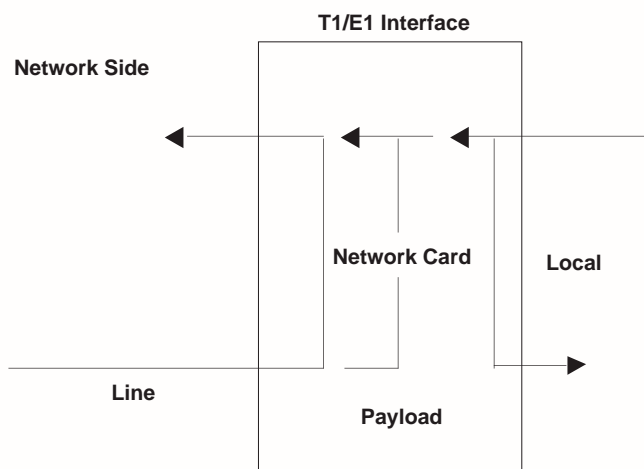 T1/E1 Interface
Network Side
Network Card
Local
Line
Payload